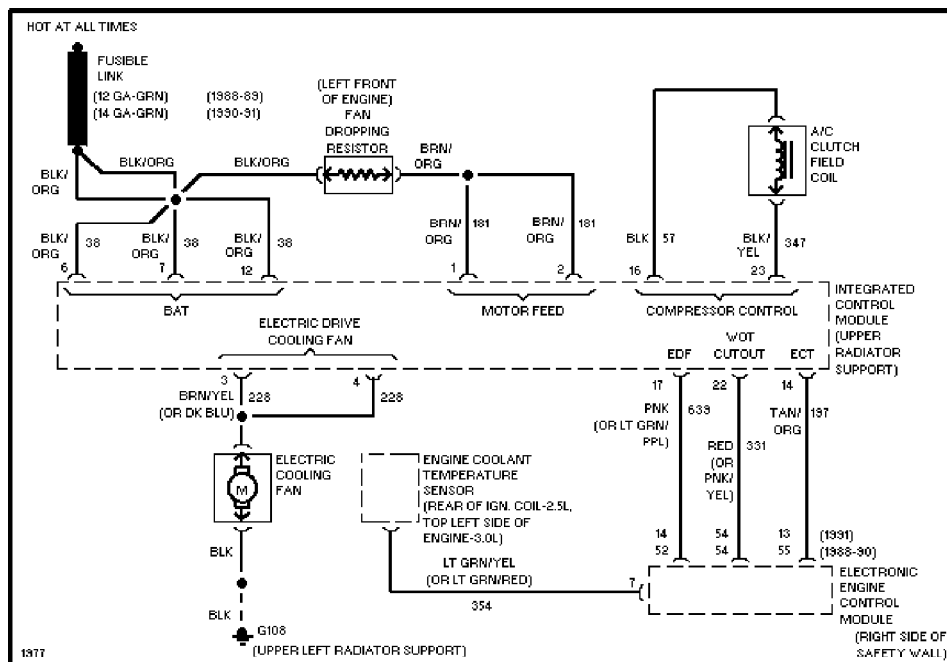 HOT AT ALL TIMES
FUSIBLE
LINK
(12 GA-GRN) (1988-89)
(14 GA-GRN) (1990-91)
(LEFT FRONT
OF ENGINE)
FAN
DROPPING
RESISTOR
BLK/ORG
BLK/ORG
BRN/
ORG
BLK/
ORG
A/C
CLUTCH
FIELD
COIL
BLK/
ORG
38
BLK/
ORG
38
BLK/
ORG
38
BRN/
ORG
181
BRN/
ORG
181
BLK
57
BLK/
YEL
347
6
7
12
1
2
16
23
BAT
MOTOR FEED
COMPRESSOR CONTROL
INTEGRATED
CONTROL
MODULE
(UPPER
RADIATOR
SUPPORT)
ELECTRIC DRIVE
COOLING FAN
EDF
WOT
CUTOUT
ECT
3
4
17
22
14
BRN/YEL
(OR DK BLU)
228
228
PNK
(OR LT GRN/
PPL)
639
RED
(OR
PNK/
YEL)
331
TAN/
ORG
197
ELECTRIC
COOLING
FAN
M
ENGINE COOLANT
TEMPERATURE
SENSOR
(REAR OF IGN. COIL-2.5L,
TOP LEFT SIDE OF
ENGINE-3.0L)
BLK
14 54 13 (1991)
52 54 55 (1988-90)
LT GRN/YEL
(OR LT GRN/RED)
354
7
ELECTRONIC
ENGINE
CONTROL
MODULE
(RIGHT SIDE OF
SAFETY WALL)
BLK
G108
(UPPER LEFT RADIATOR SUPPORT)
1977